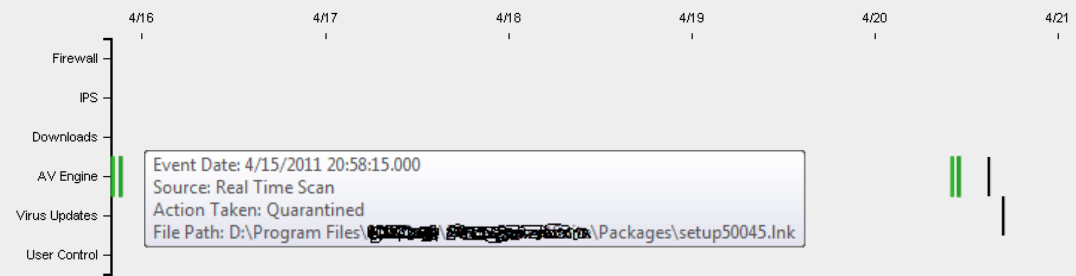 4/16 4/17 4/18 4/19 4/20 4/21
Firewall
IPS
Downloads
AV Engine
Virus Updates
User Control
Event Date: 4/15/2011 20:58:15.000
Source: Real Time Scan
Action Taken: Quarantined
File Path: D:\Program Files\ \Packages\setup50045.lnk